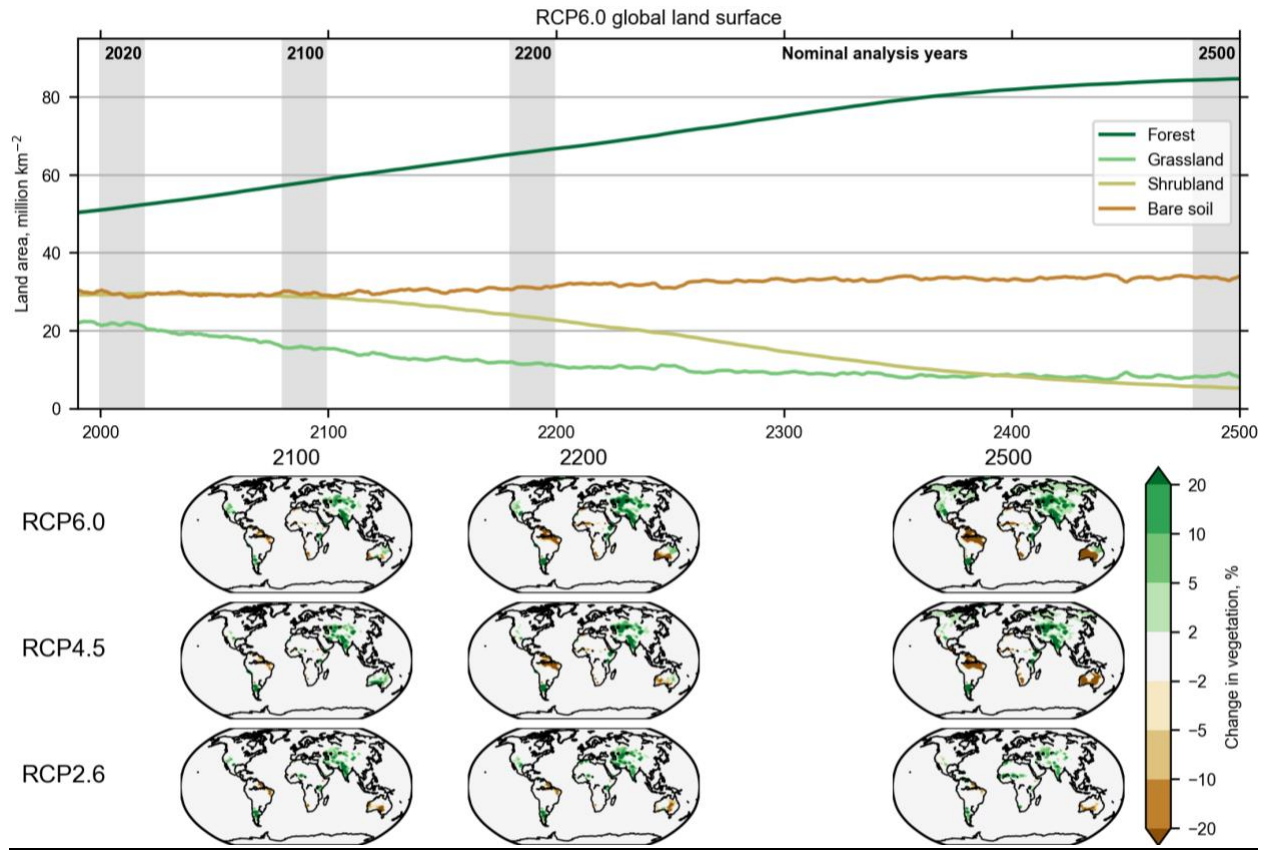 RCP6.0 global land surface
2020 2100 2200 Nominal analysis years 2500
Land area, million km⁻²
80
60
40
20
0
Forest
Grassland
Shrubland
Bare soil
2000 2100 2200 2300 2400 2500
2100 2200 2500
RCP6.0
RCP4.5
RCP2.6
20
10
5
2
−2
−5
−10
−20
Change in vegetation, %